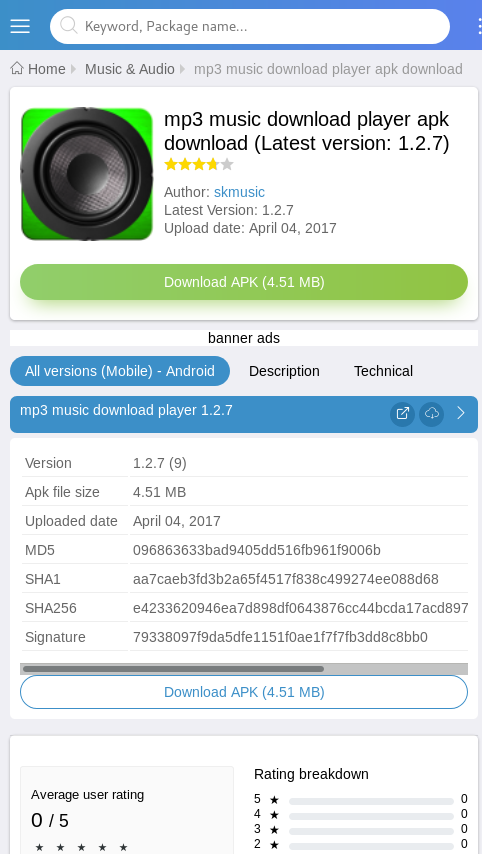 Keyword, Package name...
Home Music & Audio mp3 music download player apk download
mp3 music download player apk
download (Latest version: 1.2.7)
Author: skmusic
Latest Version: 1.2.7
Upload date: April 04, 2017
Download APK (4.51 MB)
banner ads
All versions (Mobile) - Android Description Technical
mp3 music download player 1.2.7
Version 1.2.7 (9)
Apk file size 4.51 MB
Uploaded date April 04, 2017
MD5 096863633bad9405dd516fb961f9006b
SHA1 aa7caeb3fd3b2a65f4517f838c499274ee088d68
SHA256 e4233620946ea7d898df0643876cc44bcda17acd897
Signature 79338097f9da5dfe1151f0ae1f7f7fb3dd8c8bb0
Download APK (4.51 MB)
Average user rating
0 / 5
Rating breakdown
5 ★ 0
4 ★ 0
3 ★ 0
2 ★ 0